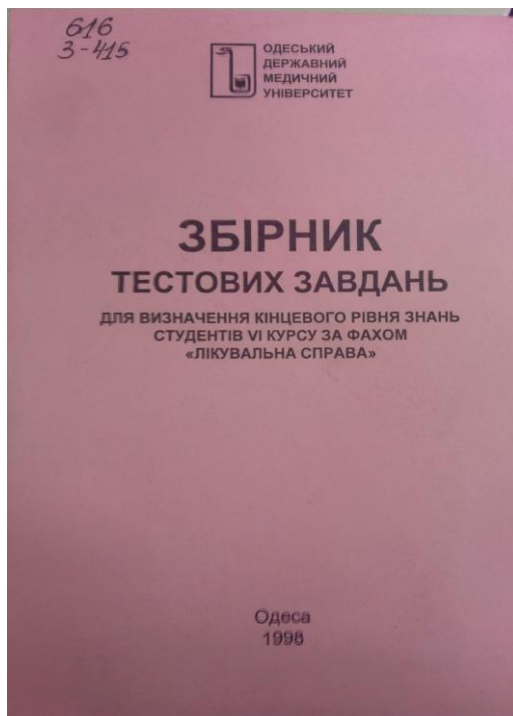 616
З-415
ОДЕСЬКИЙ
ДЕРЖАВНИЙ
МЕДИЧНИЙ
УНІВЕРСИТЕТ
ЗБІРНИК
ТЕСТОВИХ ЗАВДАНЬ
ДЛЯ ВИЗНАЧЕННЯ КІНЦЕВОГО РІВНЯ ЗНАНЬ
СТУДЕНТІВ VI КУРСУ ЗА ФАХОМ
«ЛІКУВАЛЬНА СПРАВА»
Одеса
1998